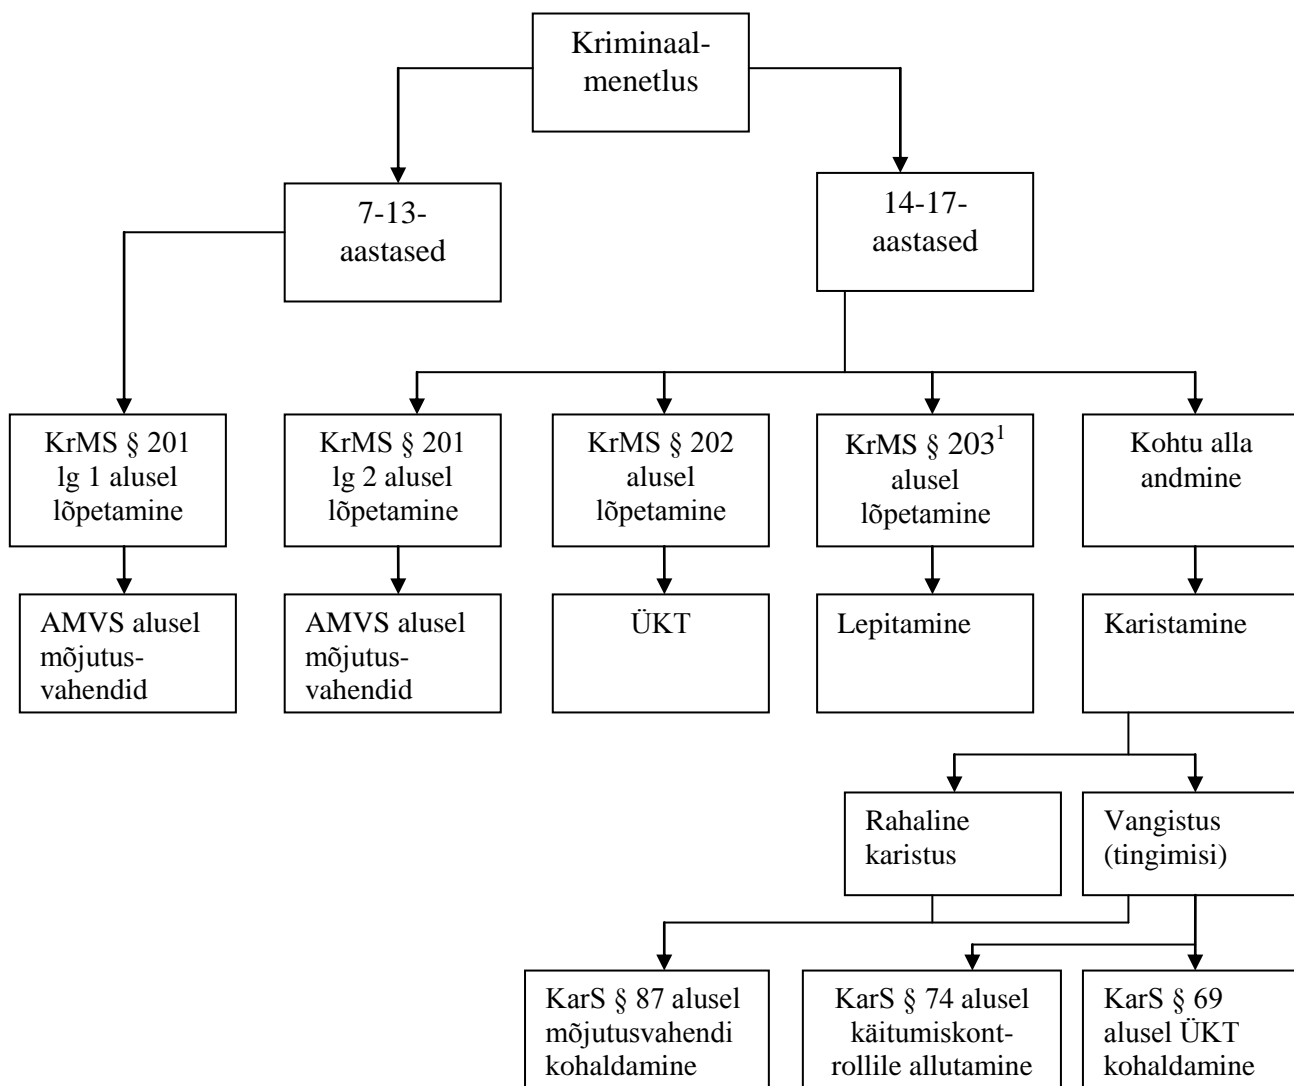 Kriminaal-
menetlus
7-13-
aastased
14-17-
aastased
KrMS § 201
lg 1 alusel
lõpetamine
KrMS § 201
lg 2 alusel
lõpetamine
KrMS § 202
alusel
lõpetamine
KrMS § 203¹
alusel
lõpetamine
Kohtu alla
andmine
AMVS alusel
mõjutus-
vahendid
AMVS alusel
mõjutus-
vahendid
ÜKT
Lepitamine
Karistamine
Rahaline
karistus
Vangistus
(tingimisi)
KarS § 87 alusel
mõjutusvahendi
kohaldamine
KarS § 74 alusel
käitumiskont-
rollile allutamine
KarS § 69
alusel ÜKT
kohaldamine